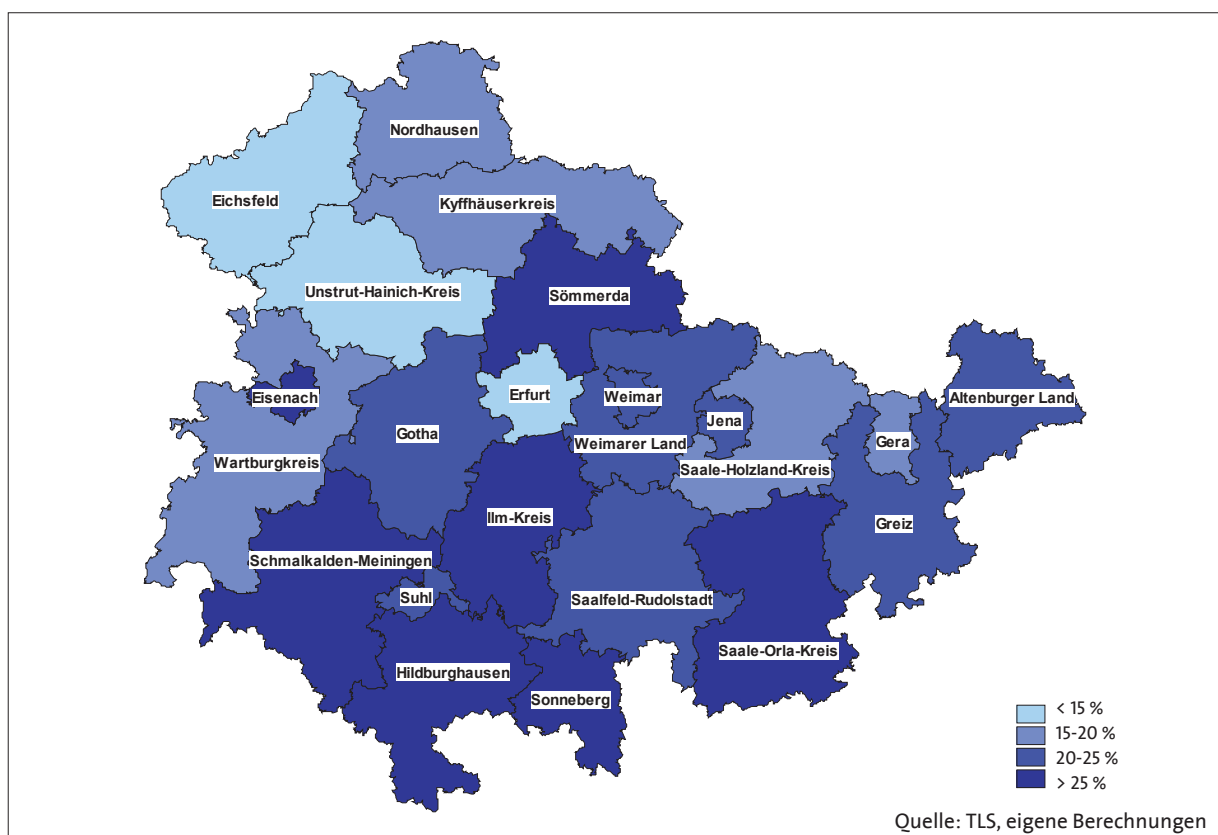 Nordhausen
Eichsfeld
Kyffhäuserkreis
Unstrut-Hainich-Kreis
Sömmerda
Eisenach
Erfurt
Weimar
Altenburger Land
Jena
Gotha
Weimarer Land
Gera
Wartburgkreis
Saale-Holzland-Kreis
Ilm-Kreis
Greiz
Schmalkalden-Meiningen
Suhl
Saalfeld-Rudolstadt
Saale-Orla-Kreis
Hildburghausen
Sonneberg
< 15 %
15-20 %
20-25 %
> 25 %
Quelle: TLS, eigene Berechnungen